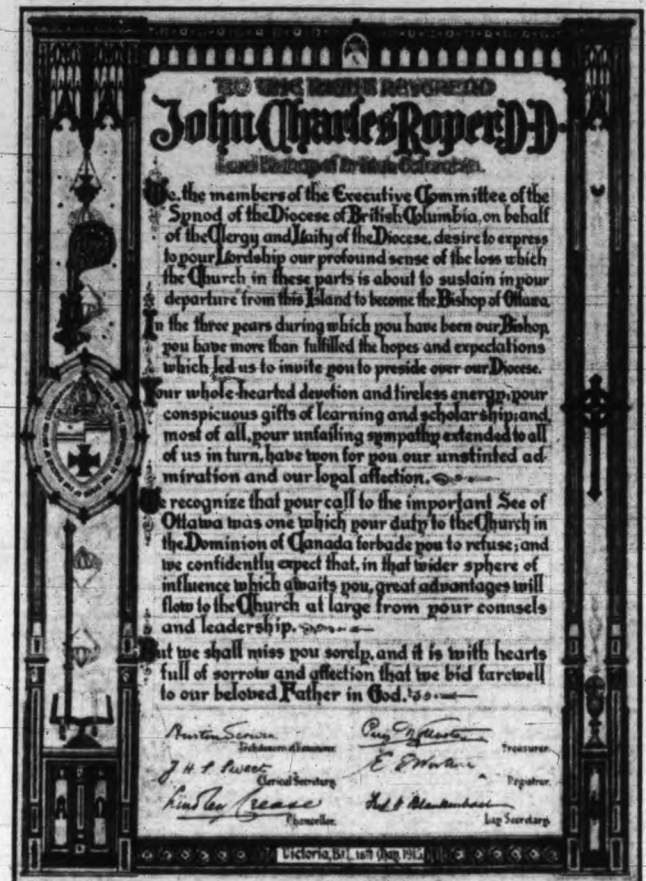 TO THE RIGHT REVEREND
John Charles Roper. D.D.
Lord Bishop of British Columbia.
We, the members of the Executive Committee of the
Synod of the Diocese of British Columbia, on behalf
of the Clergy and Laity of the Diocese, desire to express
to your Lordship our profound sense of the loss which
the Church in these parts is about to sustain in your
departure from this Island to become the Bishop of Ottawa.
In the three years during which you have been our Bishop,
you have more than fulfilled the hopes and expectations
which led us to invite you to preside over our Diocese.
Your whole-hearted devotion and tireless energy; your
conspicuous gifts of learning and scholarship; and,
most of all, your unfailing sympathy extended to all
of us in turn, have won for you our unstinted ad-
miration and our loyal affection.
We recognize that your call to the important See of
Ottawa was one which your duty to the Church in
the Dominion of Canada forbade you to refuse; and
we confidently expect that, in that wider sphere of
influence which awaits you, great advantages will
flow to the Church at large from your counsels
and leadership.
But we shall miss you sorely, and it is with hearts
full of sorrow and affection that we bid farewell
to our beloved Father in God.
Treasurer.
J H S Sweet
Clerical Secretary.
Registrar.
Lindley Crease
Chancellor.
Lay Secretary.
Victoria, B.C.